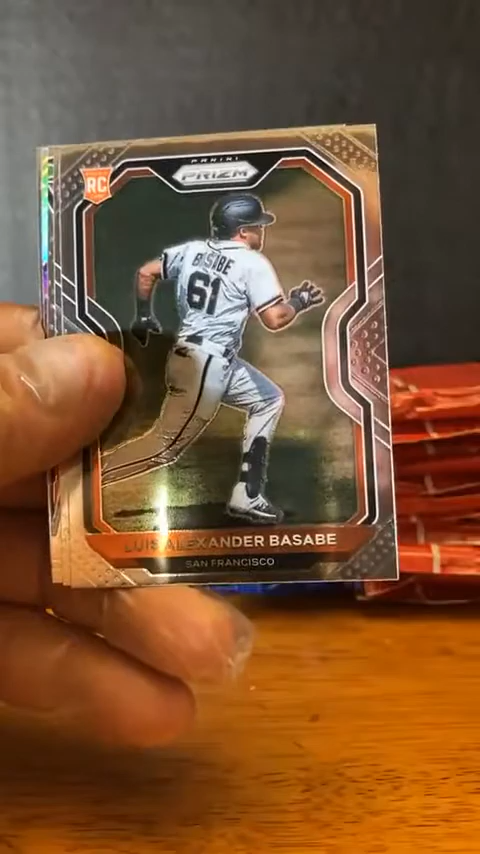 PANINI
PRIZM
RC
BASABE
61
LUIS ALEXANDER BASABE
SAN FRANCISCO